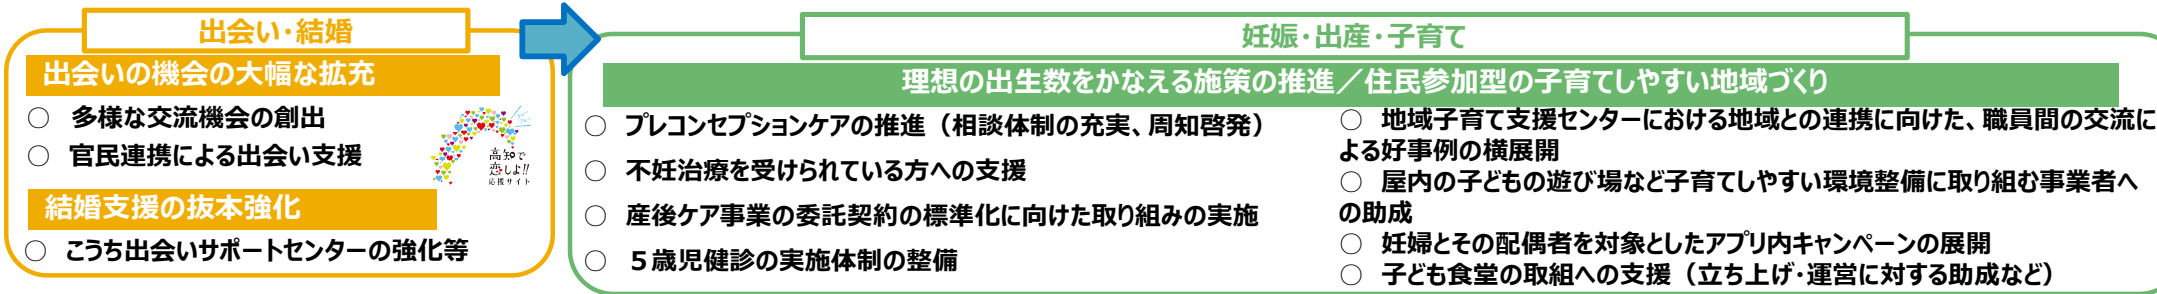 出会い・結婚
出会いの機会の大幅な拡充
○ 多様な交流機会の創出
○ 官民連携による出会い支援
高知で
恋しよ!!
応援サイト
結婚支援の抜本強化
○ こうち出会いサポートセンターの強化等
妊娠・出産・子育て
理想の出生数をかなえる施策の推進／住民参加型の子育てしやすい地域づくり
○ プレコンセプションケアの推進（相談体制の充実、周知啓発）
○ 不妊治療を受けられている方への支援
○ 産後ケア事業の委託契約の標準化に向けた取り組みの実施
○ ５歳児健診の実施体制の整備
○ 地域子育て支援センターにおける地域との連携に向けた、職員間の交流に
よる好事例の横展開
○ 屋内の子どもの遊び場など子育てしやすい環境整備に取り組む事業者へ
の助成
○ 妊婦とその配偶者を対象としたアプリ内キャンペーンの展開
○ 子ども食堂の取組への支援（立ち上げ・運営に対する助成など）